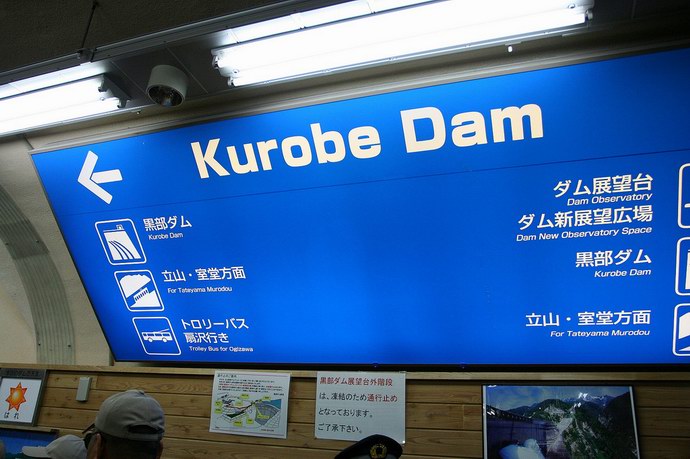 Kurobe Dam
黒部ダム
Kurobe Dam
立山・室堂方面
For Tateyama Murodou
トロリーバス
扇沢行き
Trolley Bus for Ogizawa
ダム展望台
Dam Observatory
ダム新展望広場
Dam New Observatory Space
黒部ダム
Kurobe Dam
立山・室堂方面
For Tateyama Murodou
はれ
黒部ダム展望台外階段
は、凍結のため通行止め
となっております。
ご了承下さい。